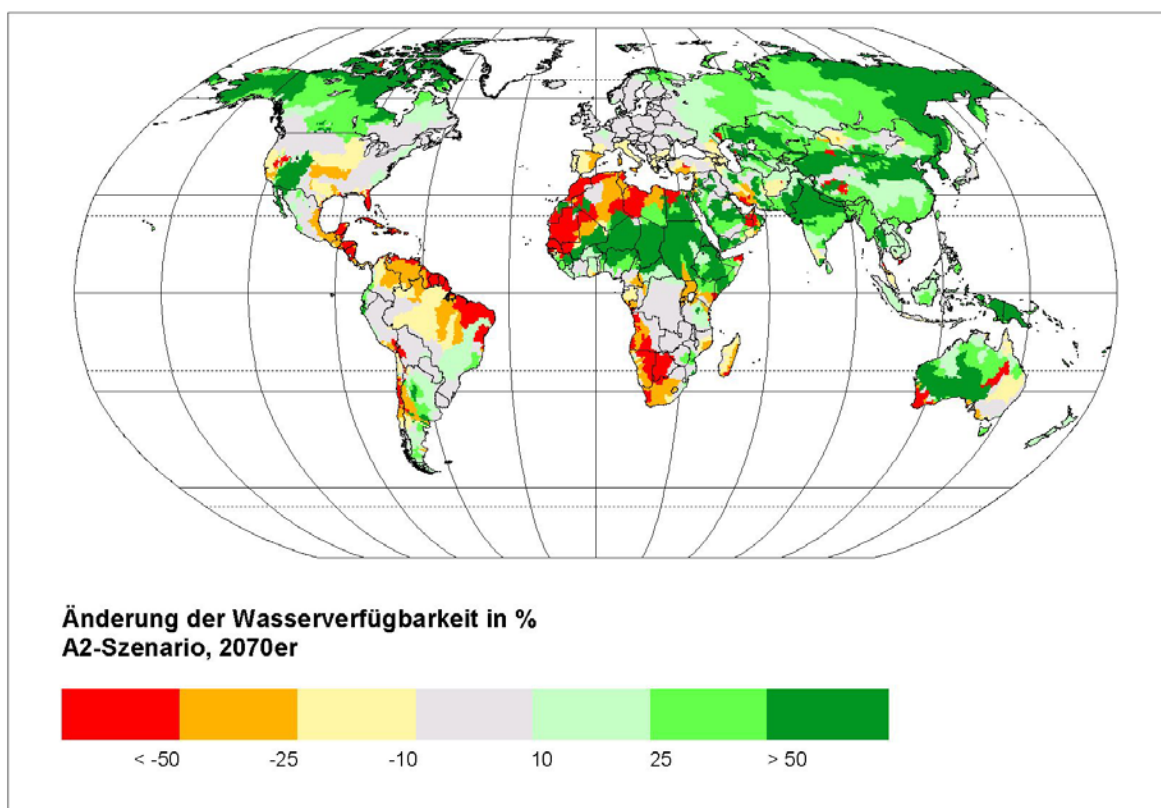 Änderung der Wasserverfügbarkeit in %
A2-Szenario, 2070er
< -50 -25 -10 10 25 > 50